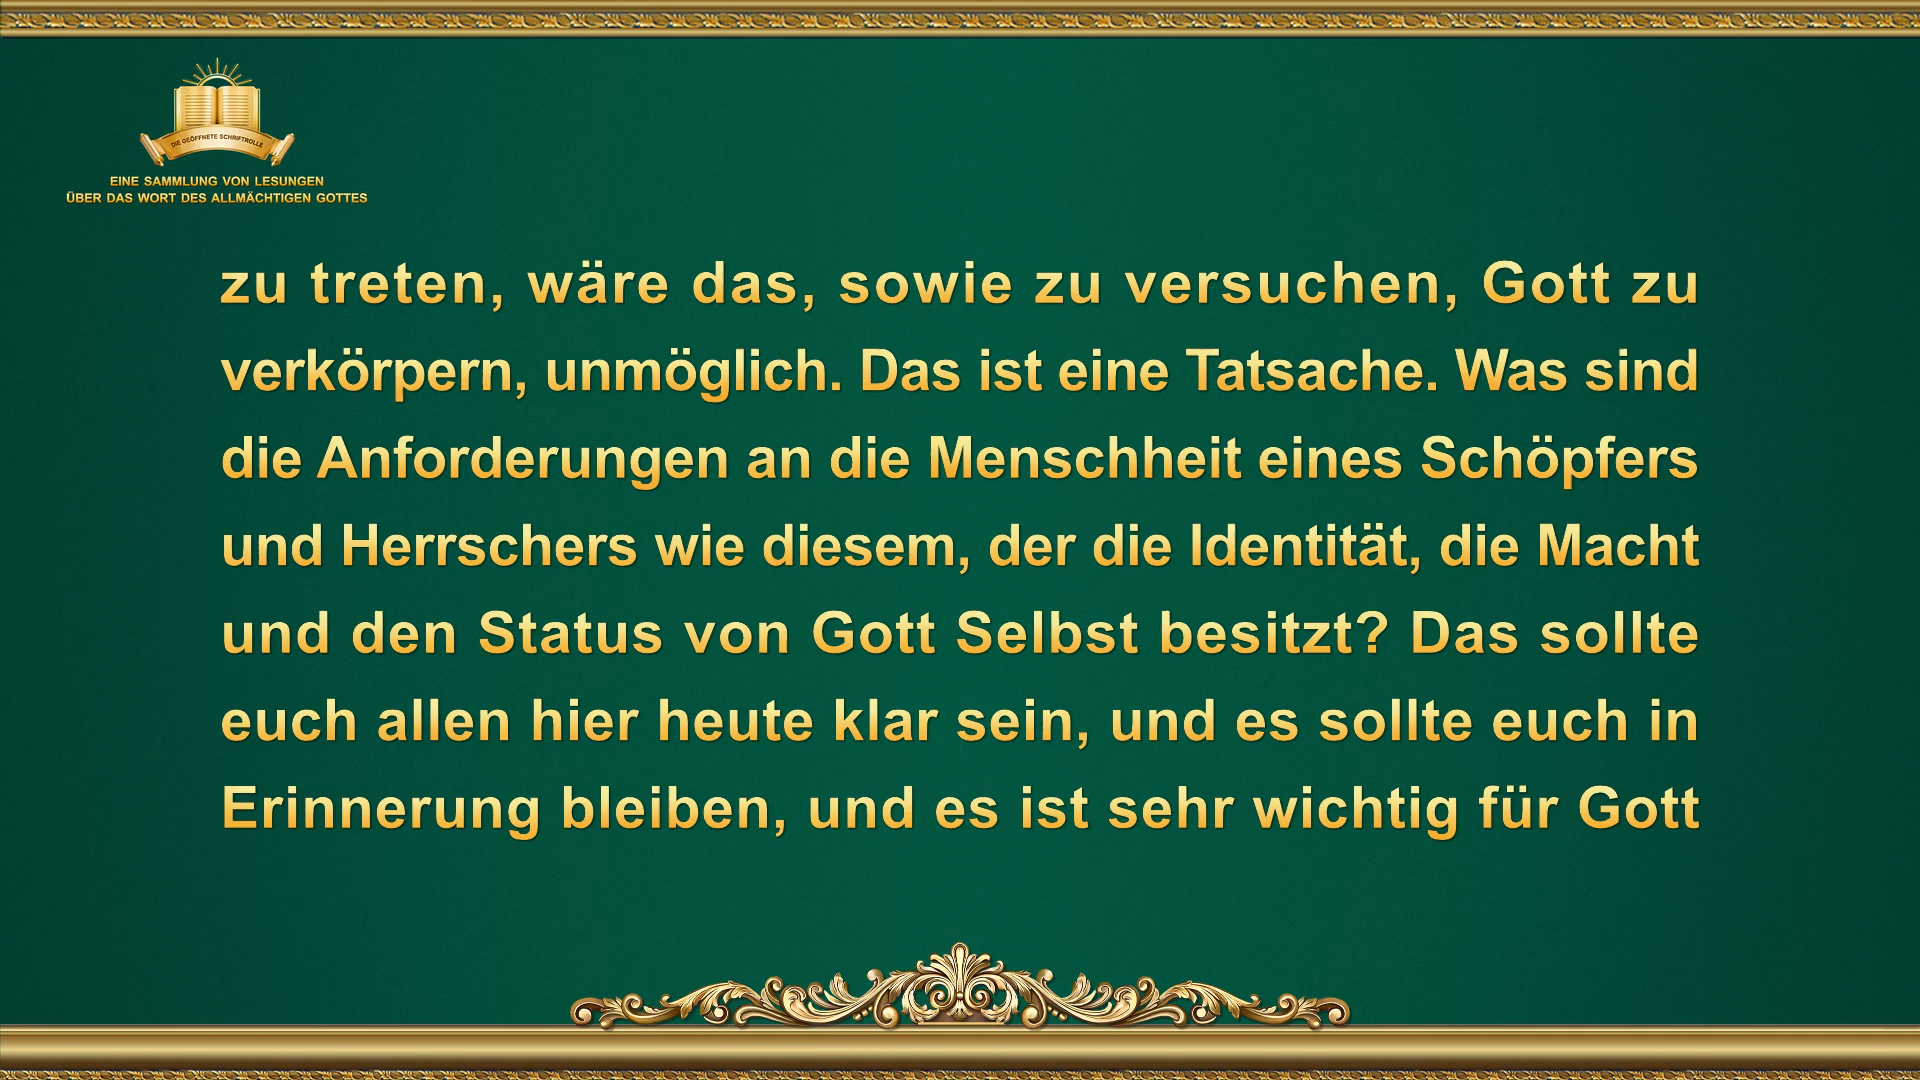 DIE GEÖFFNETE SCHRIFTROLLE
EINE SAMMLUNG VON LESUNGEN
ÜBER DAS WORT DES ALLMÄCHTIGEN GOTTES
zu treten, wäre das, sowie zu versuchen, Gott zu
verkörpern, unmöglich. Das ist eine Tatsache. Was sind
die Anforderungen an die Menschheit eines Schöpfers
und Herrschers wie diesem, der die Identität, die Macht
und den Status von Gott Selbst besitzt? Das sollte
euch allen hier heute klar sein, und es sollte euch in
Erinnerung bleiben, und es ist sehr wichtig für Gott